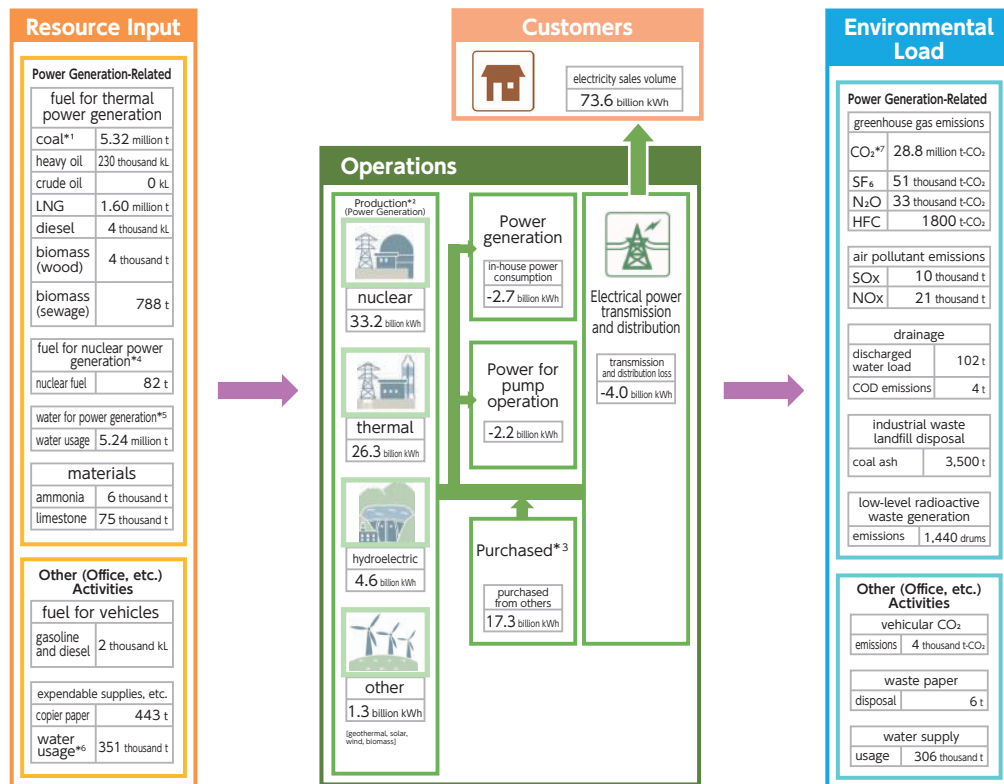 Resource Input
Power Generation-Related
fuel for thermal
power generation
coal*1 5.32 million t
heavy oil 230 thousand kL
crude oil 0 kL
LNG 1.60 million t
diesel 4 thousand kL
biomass
(wood) 4 thousand t
biomass
(sewage) 788 t
fuel for nuclear power
generation*4
nuclear fuel 82 t
water for power generation*5
water usage 5.24 million t
materials
ammonia 6 thousand t
limestone 75 thousand t
Other (Office, etc.)
Activities
fuel for vehicles
gasoline
and diesel 2 thousand kL
expendable supplies, etc.
copier paper 443 t
water
usage*6 351 thousand t
Customers
electricity sales volume
73.6 billion kWh
Operations
Production*2
(Power Generation)
nuclear
33.2 billion kWh
thermal
26.3 billion kWh
hydroelectric
4.6 billion kWh
other
1.3 billion kWh
[geothermal, solar,
wind, biomass]
Power
generation
in-house power
consumption
-2.7 billion kWh
Power for
pump
operation
-2.2 billion kWh
Purchased*3
purchased
from others
17.3 billion kWh
Electrical power
transmission
and distribution
transmission
and distribution loss
-4.0 billion kWh
Environmental
Load
Power Generation-Related
greenhouse gas emissions
CO₂*7 28.8 million t-CO₂
SF₆ 51 thousand t-CO₂
N₂O 33 thousand t-CO₂
HFC 1800 t-CO₂
air pollutant emissions
SOx 10 thousand t
NOx 21 thousand t
drainage
discharged
water load 102 t
COD emissions 4 t
industrial waste
landfill disposal
coal ash 3,500 t
low-level radioactive
waste generation
emissions 1,440 drums
Other (Office, etc.)
Activities
vehicular CO₂
emissions 4 thousand t-CO₂
waste paper
disposal 6 t
water supply
usage 306 thousand t